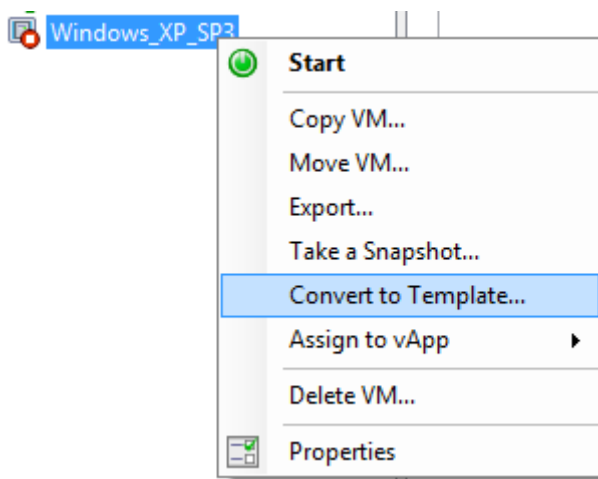 Windows_XP_SP3
Start
Copy VM...
Move VM...
Export...
Take a Snapshot...
Convert to Template...
Assign to vApp
Delete VM...
Properties